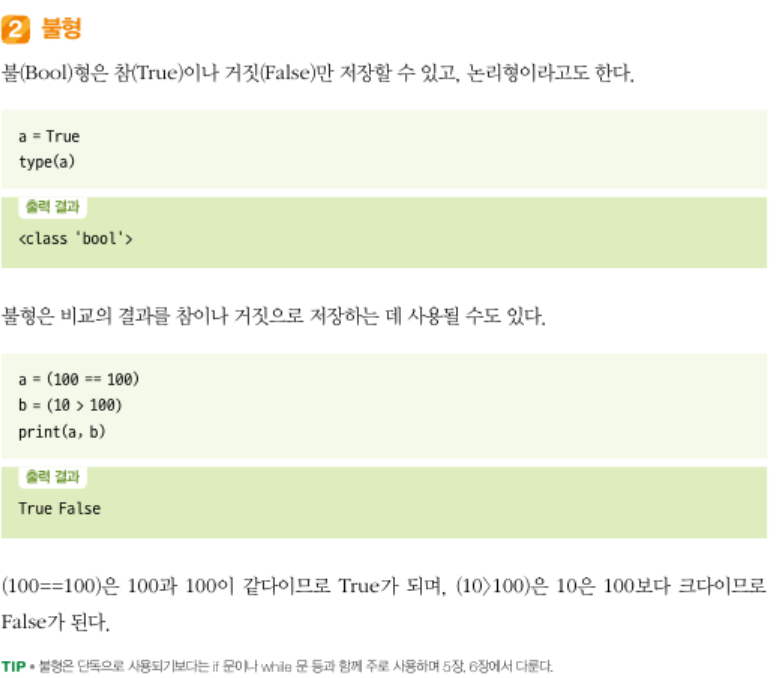 2 불형
불(Bool)형은 참(True)이나 거짓(False)만 저장할 수 있고, 논리형이라고도 한다.
a = True
type(a)
출력 결과
<class 'bool'>
불형은 비교의 결과를 참이나 거짓으로 저장하는 데 사용될 수도 있다.
a = (100 == 100)
b = (10 > 100)
print(a, b)
출력 결과
True False
(100==100)은 100과 100이 같다이므로 True가 되며, (10>100)은 10은 100보다 크다이므로
False가 된다.
TIP • 불형은 단독으로 사용되기보다는 if 문이나 while 문 등과 함께 주로 사용하며 5장, 6장에서 다룬다.